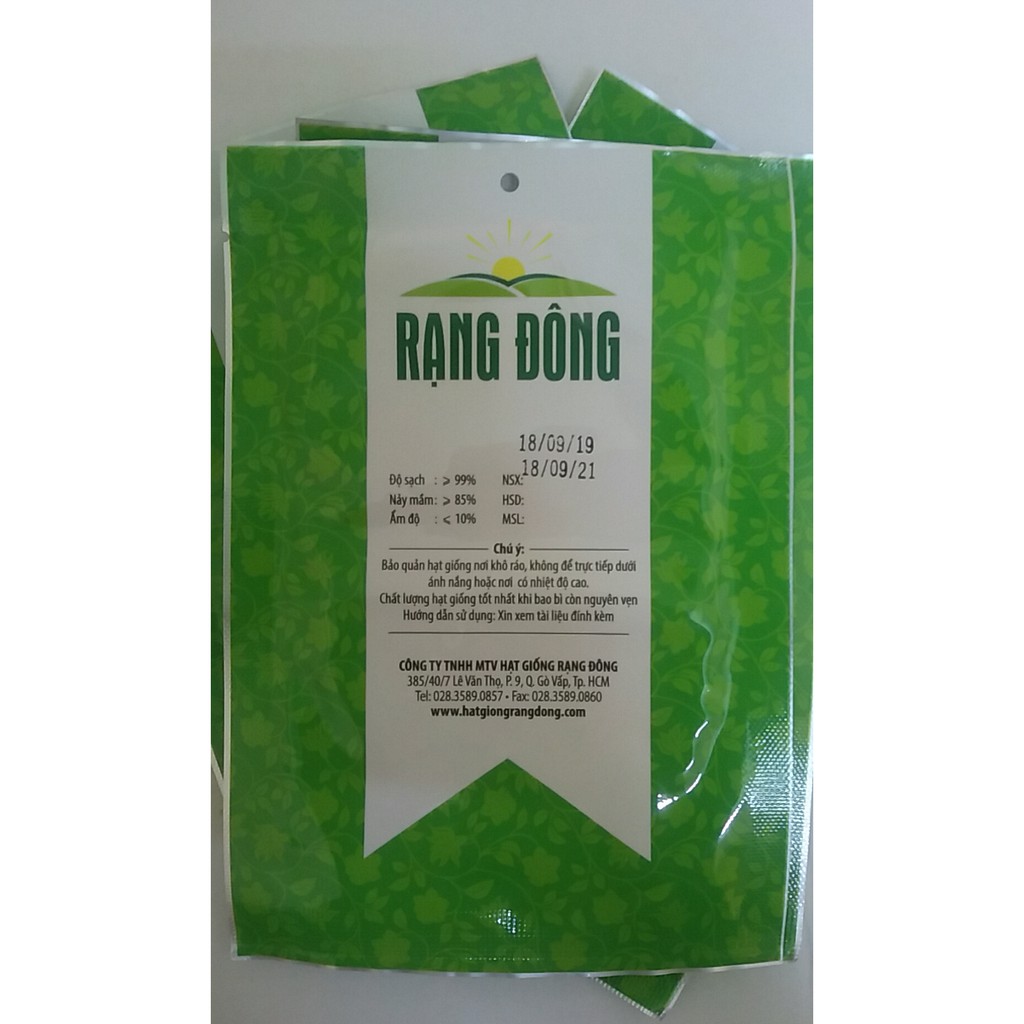 RẠNG ĐÔNG
18/09/19
18/09/21
Độ sạch : ⩾ 99% NSX:
Nảy mầm : ⩾ 85% HSD:
Ẩm độ : ⩽ 10% MSL:
Chú ý:
Bảo quản hạt giống nơi khô ráo, không để trực tiếp dưới
ánh nắng hoặc nơi có nhiệt độ cao.
Chất lượng hạt giống tốt nhất khi bao bì còn nguyên vẹn
Hướng dẫn sử dụng: Xin xem tài liệu đính kèm
CÔNG TY TNHH MTV HẠT GIỐNG RẠNG ĐÔNG
385/40/7 Lê Văn Thọ, P. 9, Q. Gò Vấp, Tp. HCM
Tel: 028.3589.0857 • Fax: 028.3589.0860
www.hatgiongrangdong.com